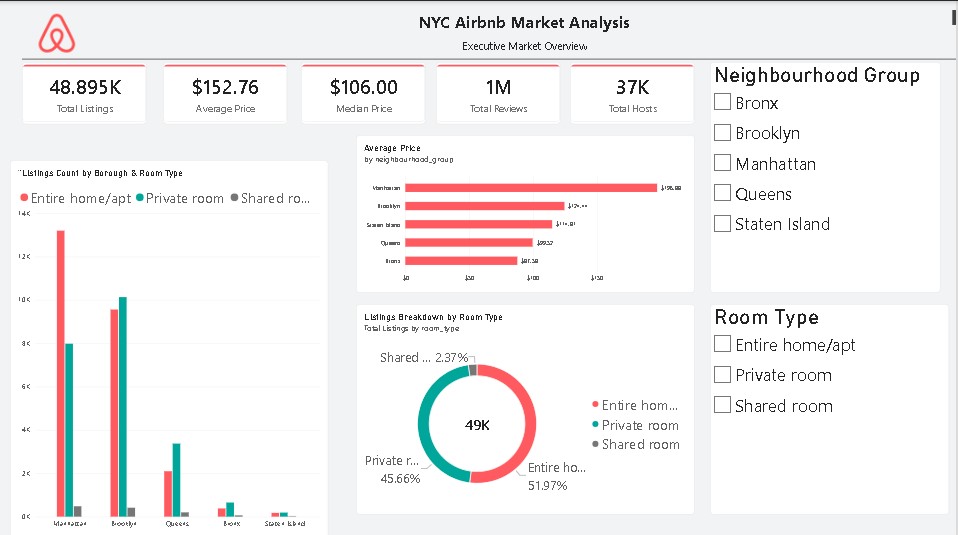 NYC Airbnb Market Analysis
Executive Market Overview
48.895K
Total Listings
$152.76
Average Price
$106.00
Median Price
1M
Total Reviews
37K
Total Hosts
Neighbourhood Group
Bronx
Brooklyn
Manhattan
Queens
Staten Island
Average Price
by neighbourhood_group
Manhattan
Brooklyn
Staten Island
Queens
Bronx
$0 $50 $100 $150
Listings Count by Borough & Room Type
Entire home/apt Private room Shared ro...
14K
12K
10K
8K
6K
4K
2K
0K
Manhattan Brooklyn Queens Bronx Staten Island
Listings Breakdown by Room Type
Total Listings by room_type
Shared ... 2.37%
49K
Private r...
45.66%
Entire ho...
51.97%
Entire hom...
Private room
Shared room
Room Type
Entire home/apt
Private room
Shared room